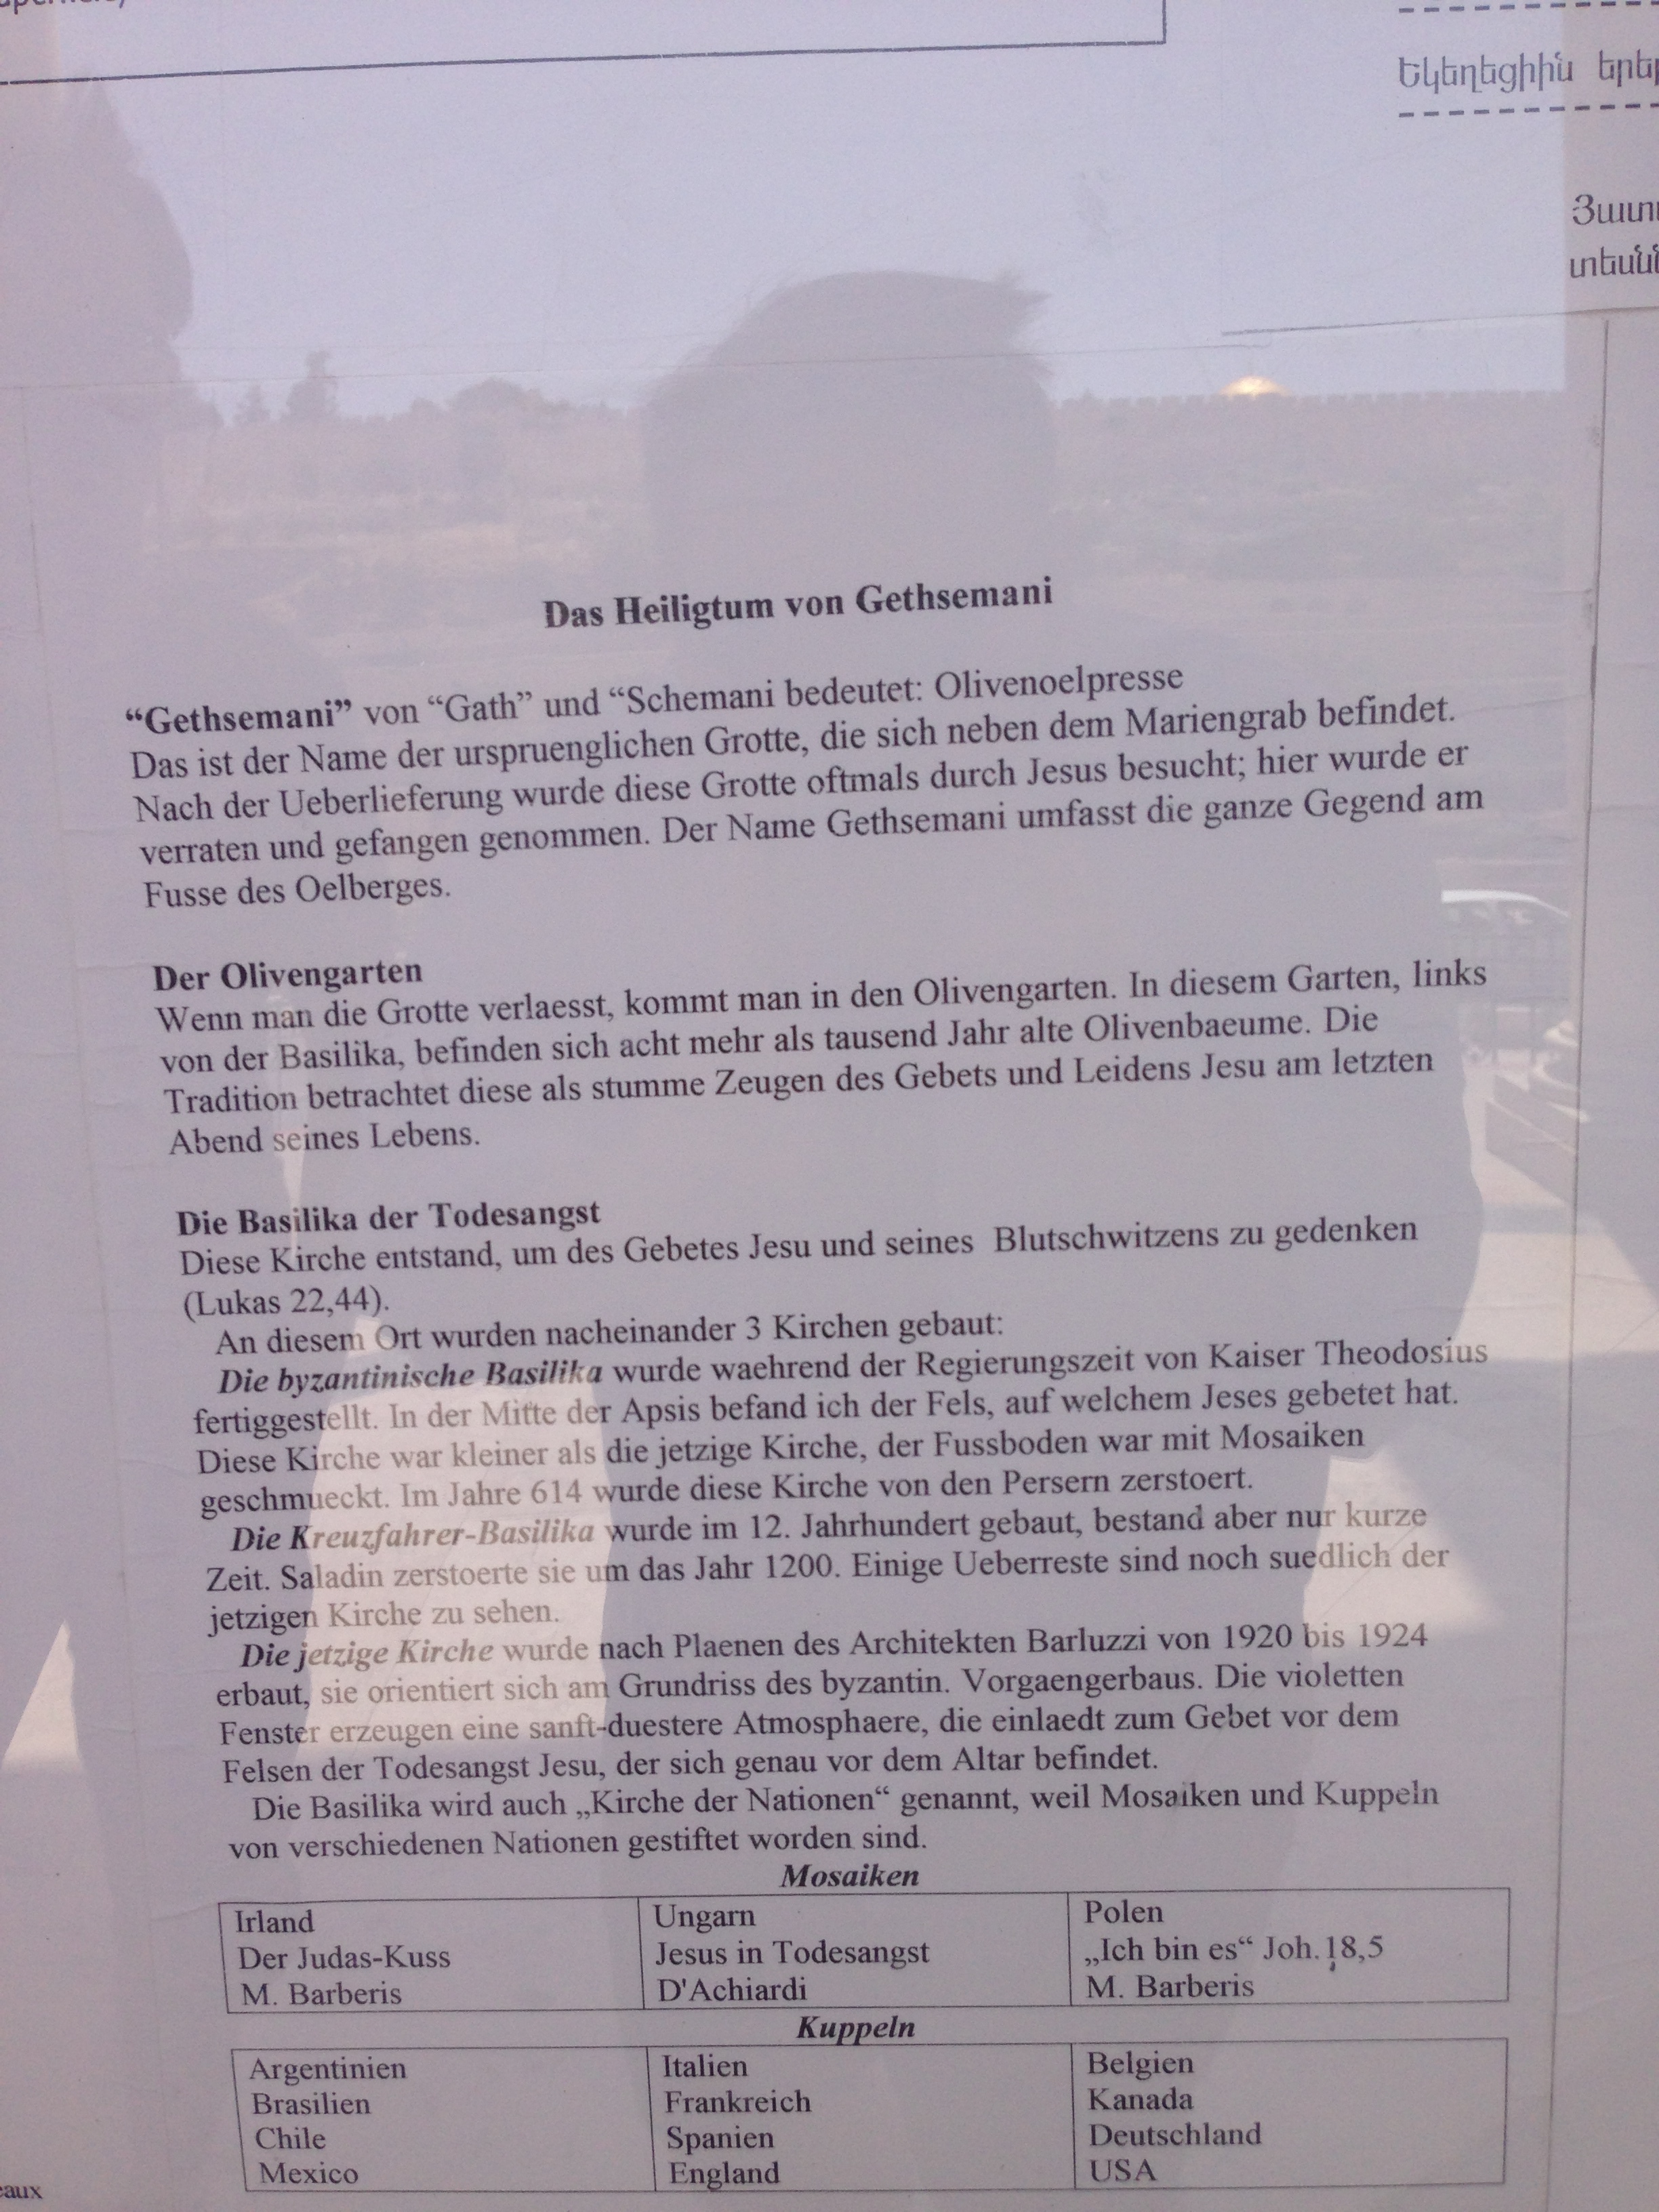 Եկեղեցիին
Das Heiligtum von Gethsemani
“Gethsemani” von “Gath” und “Schemani bedeutet: Olivenoelpresse
Das ist der Name der urspruenglichen Grotte, die sich neben dem Mariengrab befindet.
Nach der Ueberlieferung wurde diese Grotte oftmals durch Jesus besucht; hier wurde er
verraten und gefangen genommen. Der Name Gethsemani umfasst die ganze Gegend am
Fusse des Oelberges.
Der Olivengarten
Wenn man die Grotte verlaesst, kommt man in den Olivengarten. In diesem Garten, links
von der Basilika, befinden sich acht mehr als tausend Jahr alte Olivenbaeume. Die
Tradition betrachtet diese als stumme Zeugen des Gebets und Leidens Jesu am letzten
Abend seines Lebens.
Die Basilika der Todesangst
Diese Kirche entstand, um des Gebetes Jesu und seines Blutschwitzens zu gedenken
(Lukas 22,44).
An diesem Ort wurden nacheinander 3 Kirchen gebaut:
Die byzantinische Basilika wurde waehrend der Regierungszeit von Kaiser Theodosius
fertiggestellt. In der Mitte der Apsis befand ich der Fels, auf welchem Jeses gebetet hat.
Diese Kirche war kleiner als die jetzige Kirche, der Fussboden war mit Mosaiken
geschmueckt. Im Jahre 614 wurde diese Kirche von den Persern zerstoert.
Die Kreuzfahrer-Basilika wurde im 12. Jahrhundert gebaut, bestand aber nur kurze
Zeit. Saladin zerstoerte sie um das Jahr 1200. Einige Ueberreste sind noch suedlich der
jetzigen Kirche zu sehen.
Die jetzige Kirche wurde nach Plaenen des Architekten Barluzzi von 1920 bis 1924
erbaut, sie orientiert sich am Grundriss des byzantin. Vorgaengerbaus. Die violetten
Fenster erzeugen eine sanft-duestere Atmosphaere, die einlaedt zum Gebet vor dem
Felsen der Todesangst Jesu, der sich genau vor dem Altar befindet.
Die Basilika wird auch „Kirche der Nationen“ genannt, weil Mosaiken und Kuppeln
von verschiedenen Nationen gestiftet worden sind.
Mosaiken
Irland Ungarn Polen
Der Judas-Kuss Jesus in Todesangst „Ich bin es“ Joh.18,5
M. Barberis D'Achiardi M. Barberis
Kuppeln
Argentinien Italien Belgien
Brasilien Frankreich Kanada
Chile Spanien Deutschland
Mexico England USA